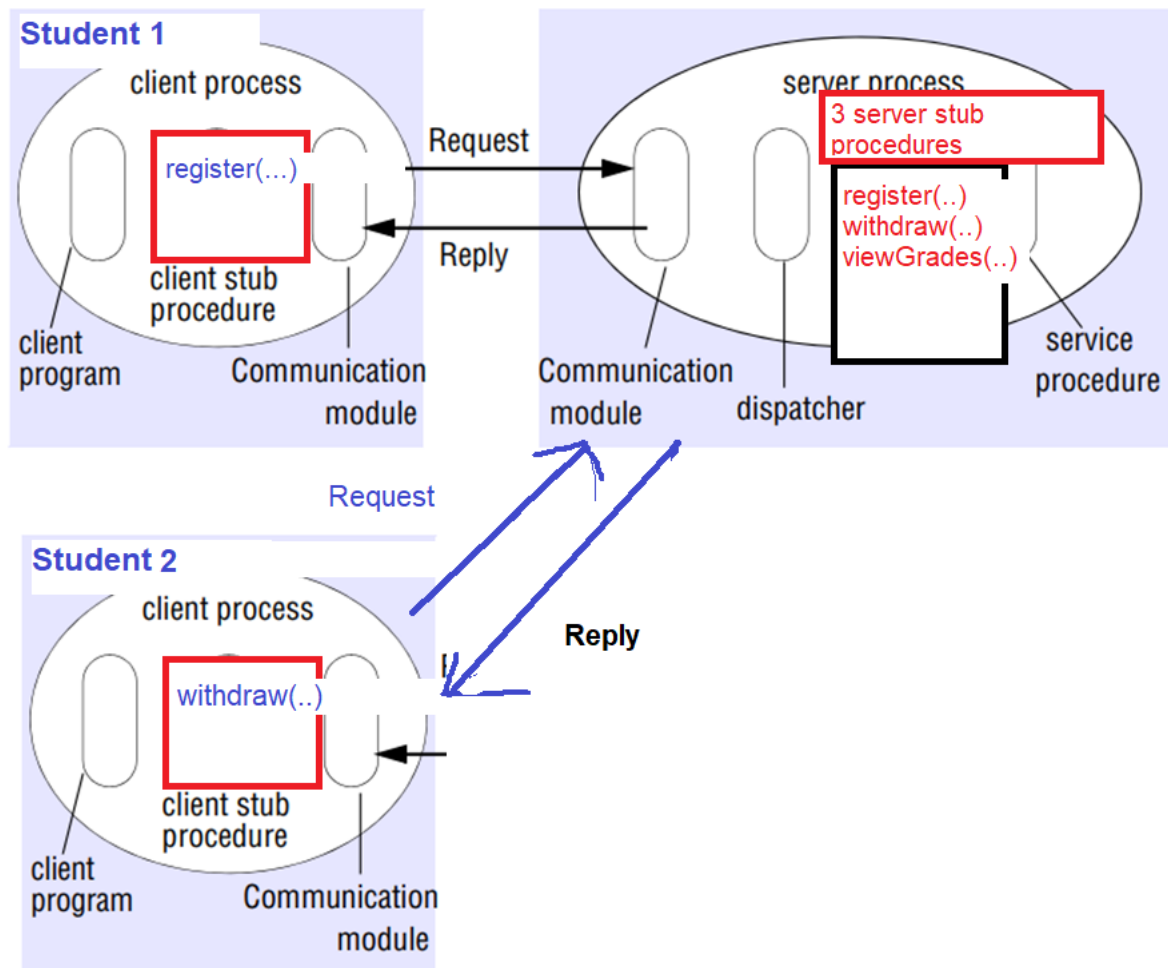 Student 1
client process
register(...)
client stub
procedure
client
program
Communication
module
Request
Reply
server process
3 server stub
procedures
register(..)
withdraw(..)
viewGrades(..)
Communication
module
dispatcher
service
procedure
Request
Reply
Student 2
client process
withdraw(..)
client stub
procedure
client
program
Communication
module